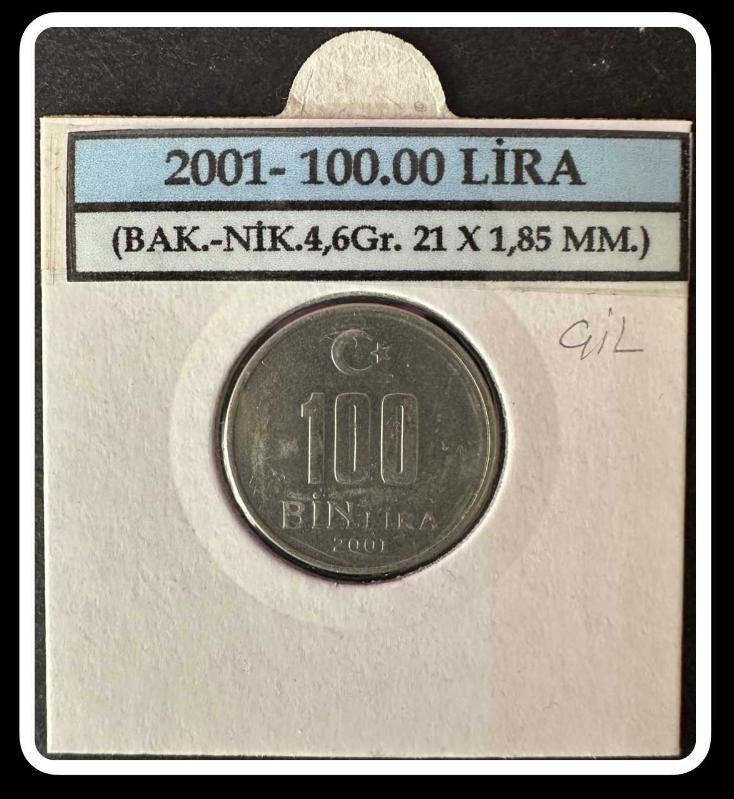 2001- 100.00 LİRA
(BAK.-NİK.4,6Gr. 21 X 1,85 MM.)
GİL
100
BİN LİRA
2001